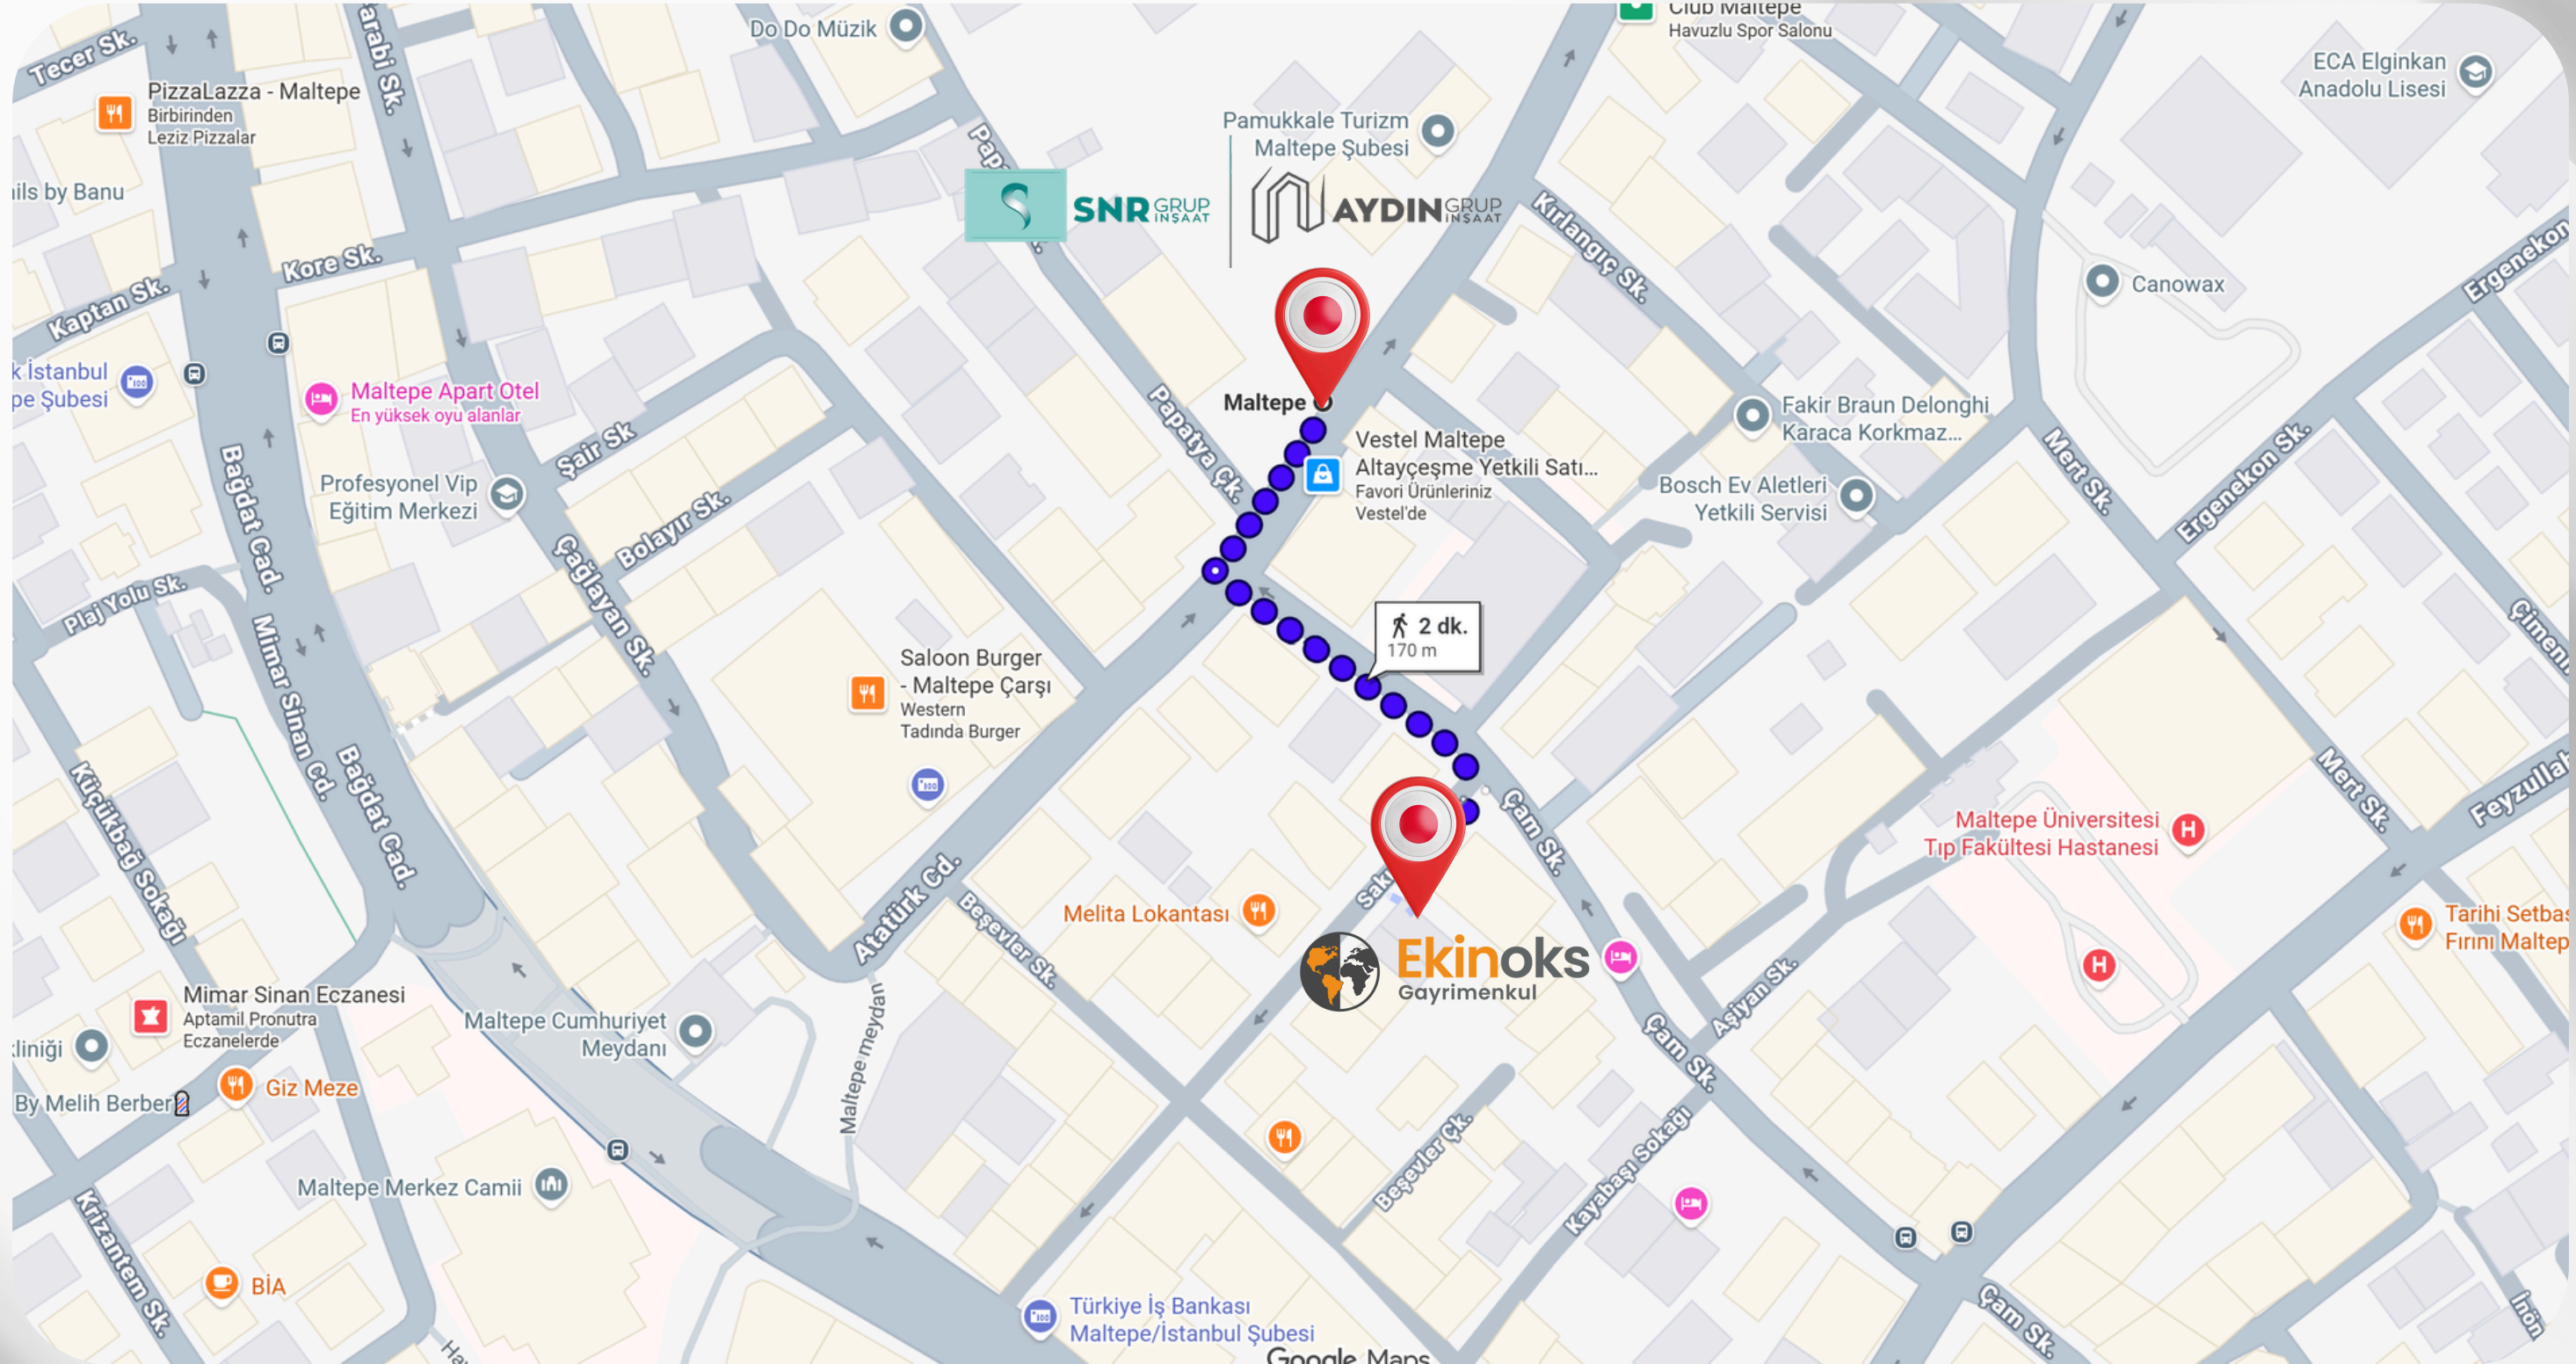 Tecer Sk.
arabi Sk.
Do Do Müzik
Club Maltepe
Havuzlu Spor Salonu
ECA Elginkan
Anadolu Lisesi
PizzaLazza - Maltepe
Birbirinden
Leziz Pizzalar
Pamukkale Turizm
Maltepe Şubesi
ails by Banu
SNR GRUP
İNŞAAT
AYDIN GRUP
İNŞAAT
Kırlangıç Sk.
Kore Sk.
Kaptan Sk.
Canowax
Ergenekon
k İstanbul
pe Şubesi
Maltepe Apart Otel
En yüksek oyu alanlar
Maltepe
Papatya Çk.
Fakir Braun Delonghi
Karaca Korkmaz...
Vestel Maltepe
Altayçeşme Yetkili Satı...
Favori Ürünleriniz
Vestel'de
Şair Sk
Mert Sk.
Ergenekon Sk.
Bağdat Cad.
Profesyonel Vip
Eğitim Merkezi
Bosch Ev Aletleri
Yetkili Servisi
Bolayır Sk.
Çağlayan Sk.
Plaj Yolu Sk.
2 dk.
170 m
Mimar Sinan Cd.
Saloon Burger
- Maltepe Çarşı
Western
Tadında Burger
Bağdat Cad.
Küçükbağ Sokağı
Çam Sk.
Mert Sk.
Feyzullah
Maltepe Üniversitesi
Tıp Fakültesi Hastanesi
Atatürk Cd.
Beşevler Sk.
Melita Lokantası
Tarihi Setbaş
Fırını Maltep
Ekinoks
Gayrimenkul
Aşiyan Sk.
Mimar Sinan Eczanesi
Aptamil Pronutra
Eczanelerde
Maltepe Cumhuriyet
Meydanı
Maltepe meydan
kliniği
Çam Sk.
Giz Meze
By Melih Berber
Beşevler Çk.
Kayabaşı Sokağı
Maltepe Merkez Camii
Krizantem Sk.
BİA
Türkiye İş Bankası
Maltepe/İstanbul Şubesi
Çam Sk.
İnön
Google Maps